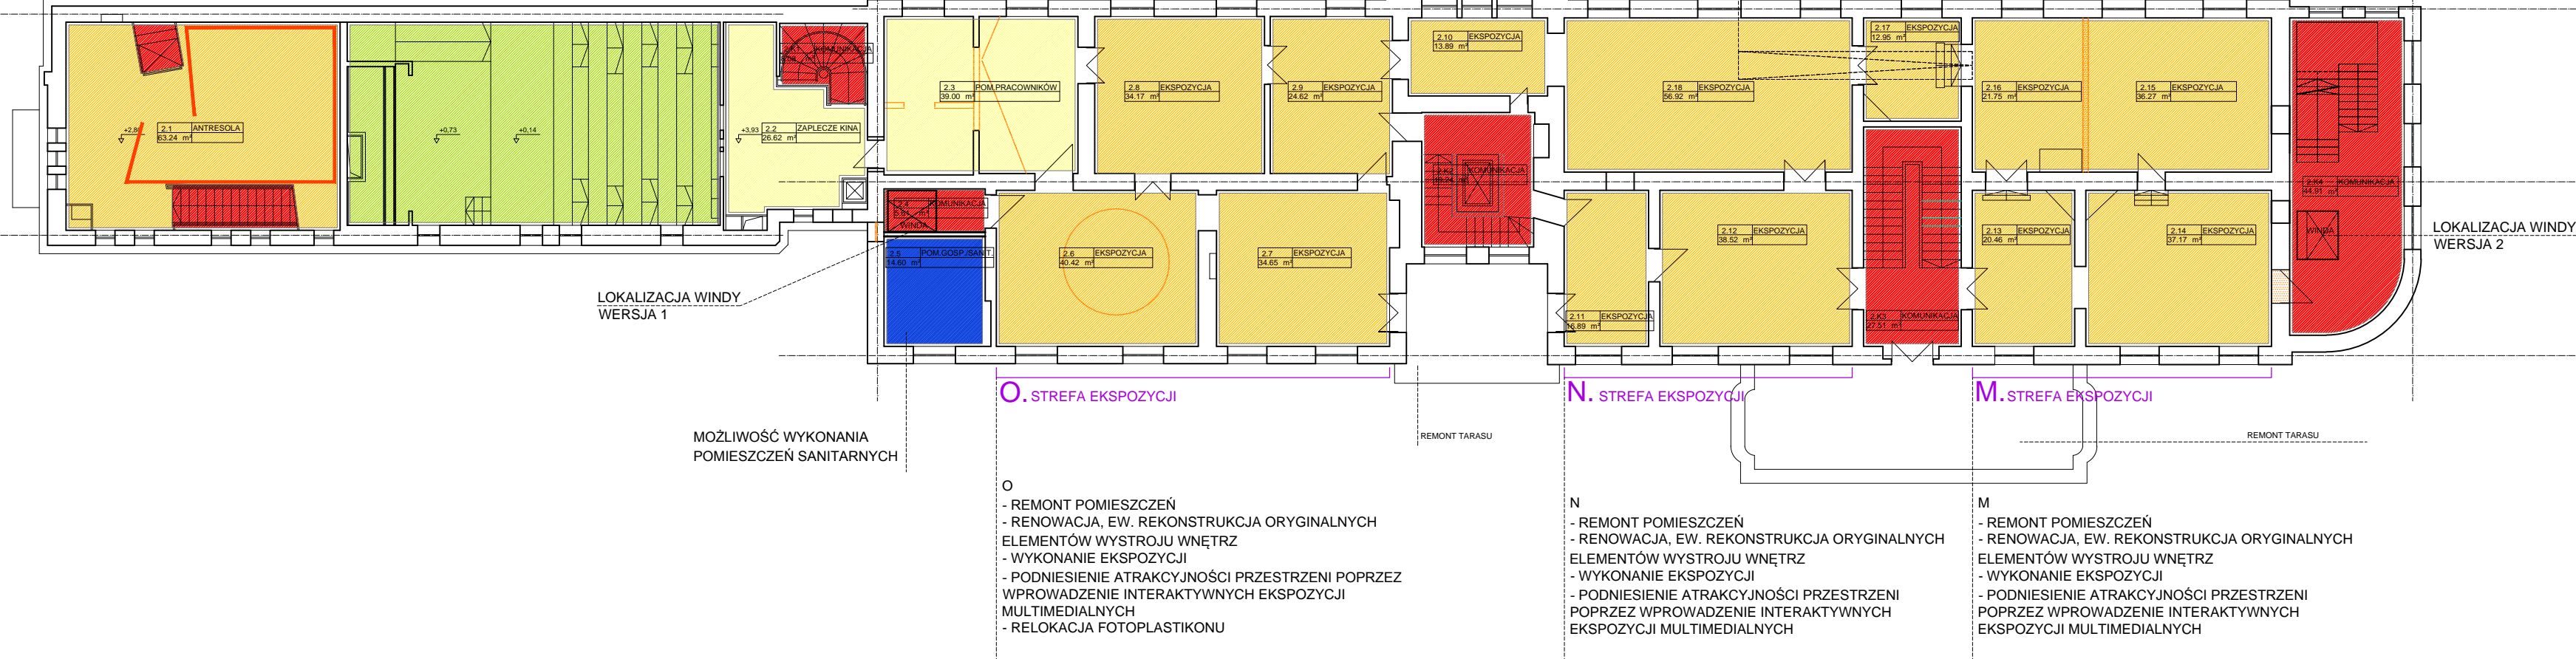 2.1 ANTRESOLA
63.24 m²
+0,73
+0,14
+3,93
2.2 ZAPLECZE KINA
26.62 m²
KOMUNIKACJA
2.3 POM.PRACOWNIKÓW
39.00 m²
2.8 EKSPOZYCJA
34.17 m²
2.9 EKSPOZYCJA
24.62 m²
2.10 EKSPOZYCJA
13.89 m²
2.18 EKSPOZYCJA
56.92 m²
2.17 EKSPOZYCJA
12.95 m²
2.16 EKSPOZYCJA
21.75 m²
2.15 EKSPOZYCJA
36.27 m²
2.4 KOMUNIKACJA
WINDA
2.5 POM.GOSP./SANIT.
14.60 m²
2.6 EKSPOZYCJA
40.42 m²
2.7 EKSPOZYCJA
34.65 m²
KOMUNIKACJA
2.11 EKSPOZYCJA
16.89 m²
2.12 EKSPOZYCJA
38.52 m²
2.K3 KOMUNIKACJA
27.51 m²
2.13 EKSPOZYCJA
20.46 m²
2.14 EKSPOZYCJA
37.17 m²
2.K4 KOMUNIKACJA
44.91 m²
WINDA
LOKALIZACJA WINDY
WERSJA 2
LOKALIZACJA WINDY
WERSJA 1
O. STREFA EKSPOZYCJI
N. STREFA EKSPOZYCJI
M. STREFA EKSPOZYCJI
MOŻLIWOŚĆ WYKONANIA
POMIESZCZEŃ SANITARNYCH
REMONT TARASU
REMONT TARASU
O
- REMONT POMIESZCZEŃ
- RENOWACJA, EW. REKONSTRUKCJA ORYGINALNYCH
ELEMENTÓW WYSTROJU WNĘTRZ
- WYKONANIE EKSPOZYCJI
- PODNIESIENIE ATRAKCYJNOŚCI PRZESTRZENI POPRZEZ
WPROWADZENIE INTERAKTYWNYCH EKSPOZYCJI
MULTIMEDIALNYCH
- RELOKACJA FOTOPLASTIKONU
N
- REMONT POMIESZCZEŃ
- RENOWACJA, EW. REKONSTRUKCJA ORYGINALNYCH
ELEMENTÓW WYSTROJU WNĘTRZ
- WYKONANIE EKSPOZYCJI
- PODNIESIENIE ATRAKCYJNOŚCI PRZESTRZENI
POPRZEZ WPROWADZENIE INTERAKTYWNYCH
EKSPOZYCJI MULTIMEDIALNYCH
M
- REMONT POMIESZCZEŃ
- RENOWACJA, EW. REKONSTRUKCJA ORYGINALNYCH
ELEMENTÓW WYSTROJU WNĘTRZ
- WYKONANIE EKSPOZYCJI
- PODNIESIENIE ATRAKCYJNOŚCI PRZESTRZENI
POPRZEZ WPROWADZENIE INTERAKTYWNYCH
EKSPOZYCJI MULTIMEDIALNYCH